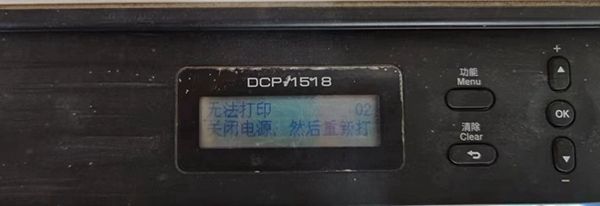 DCP-1518
无法打印 02
关闭电源，然后重新打
功能
Menu
清除
Clear
+
OK
-